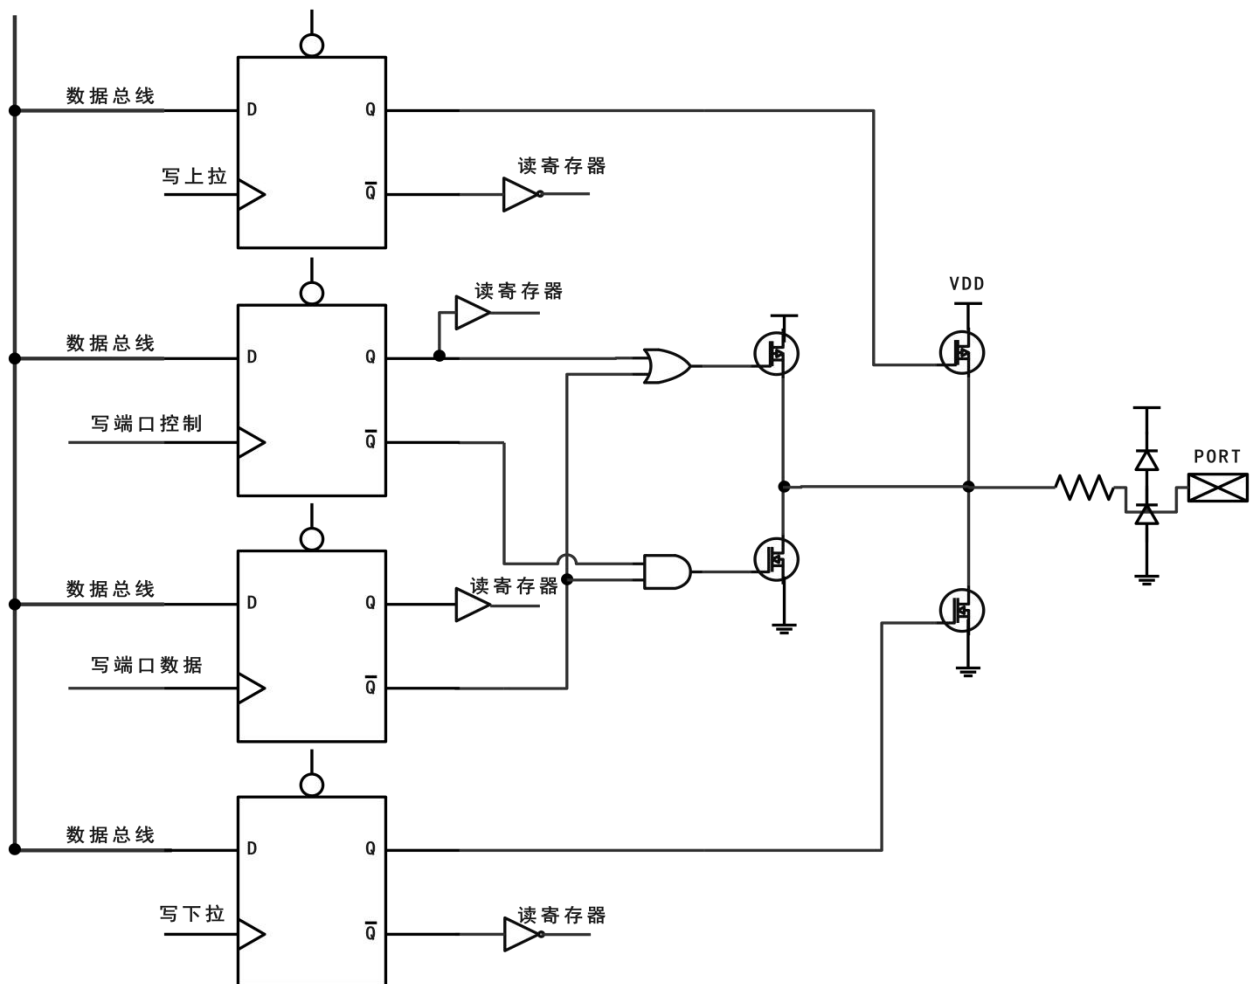 数据总线
D
Q
写上拉
Q
读寄存器
读寄存器
数据总线
D
Q
写端口控制
Q
VDD
PORT
数据总线
D
Q
读寄存器
写端口数据
Q
数据总线
D
Q
写下拉
Q
读寄存器